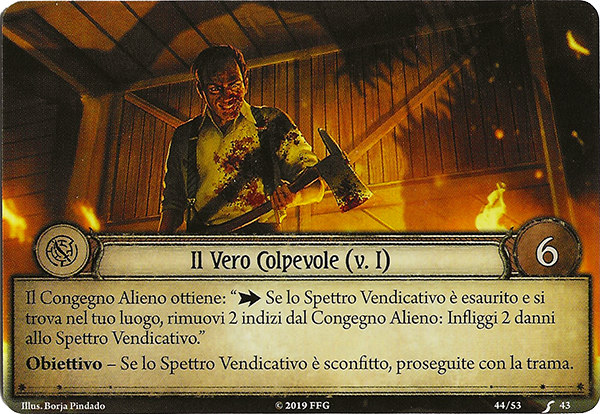 Il Vero Colpevole (v. I)
6
Il Congegno Alieno ottiene: “ Se lo Spettro Vendicativo è esaurito e si
trova nel tuo luogo, rimuovi 2 indizi dal Congegno Alieno: Infliggi 2 danni
allo Spettro Vendicativo.”
Obiettivo – Se lo Spettro Vendicativo è sconfitto, proseguite con la trama.
Illus. Borja Pindado
© 2019 FFG
44/53
43